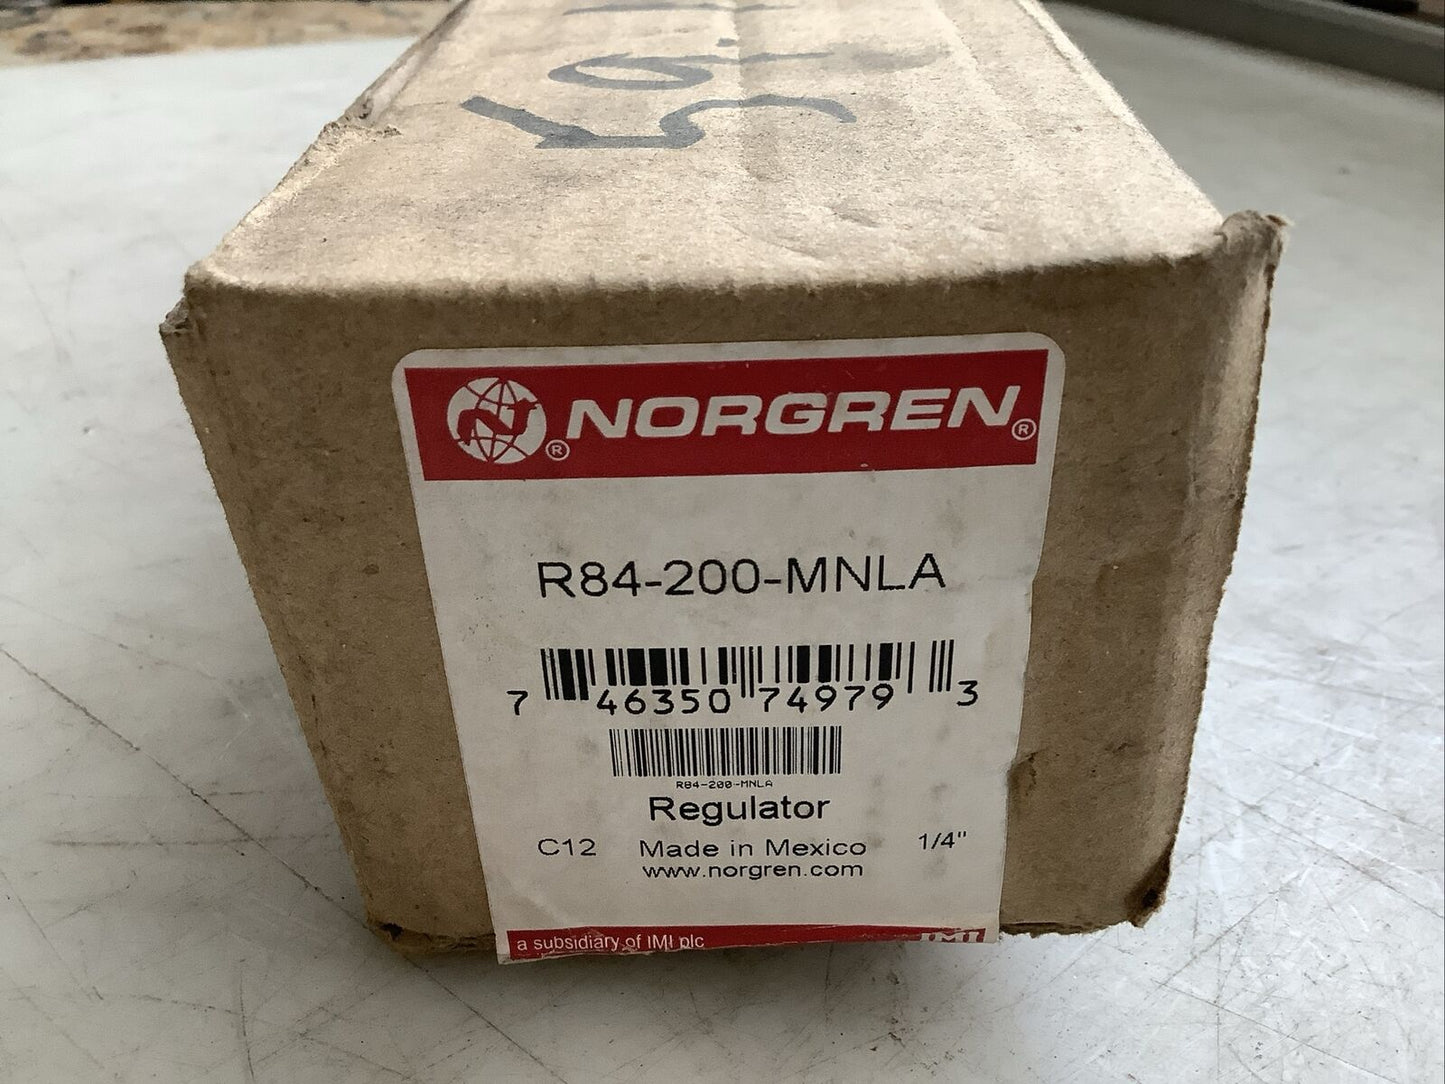 NORGREN®
R84-200-MNLA
7 46350 74979 3
R84-200-MNLA
Regulator
C12 Made in Mexico 1/4"
www.norgren.com
a subsidiary of IMI plc IMI